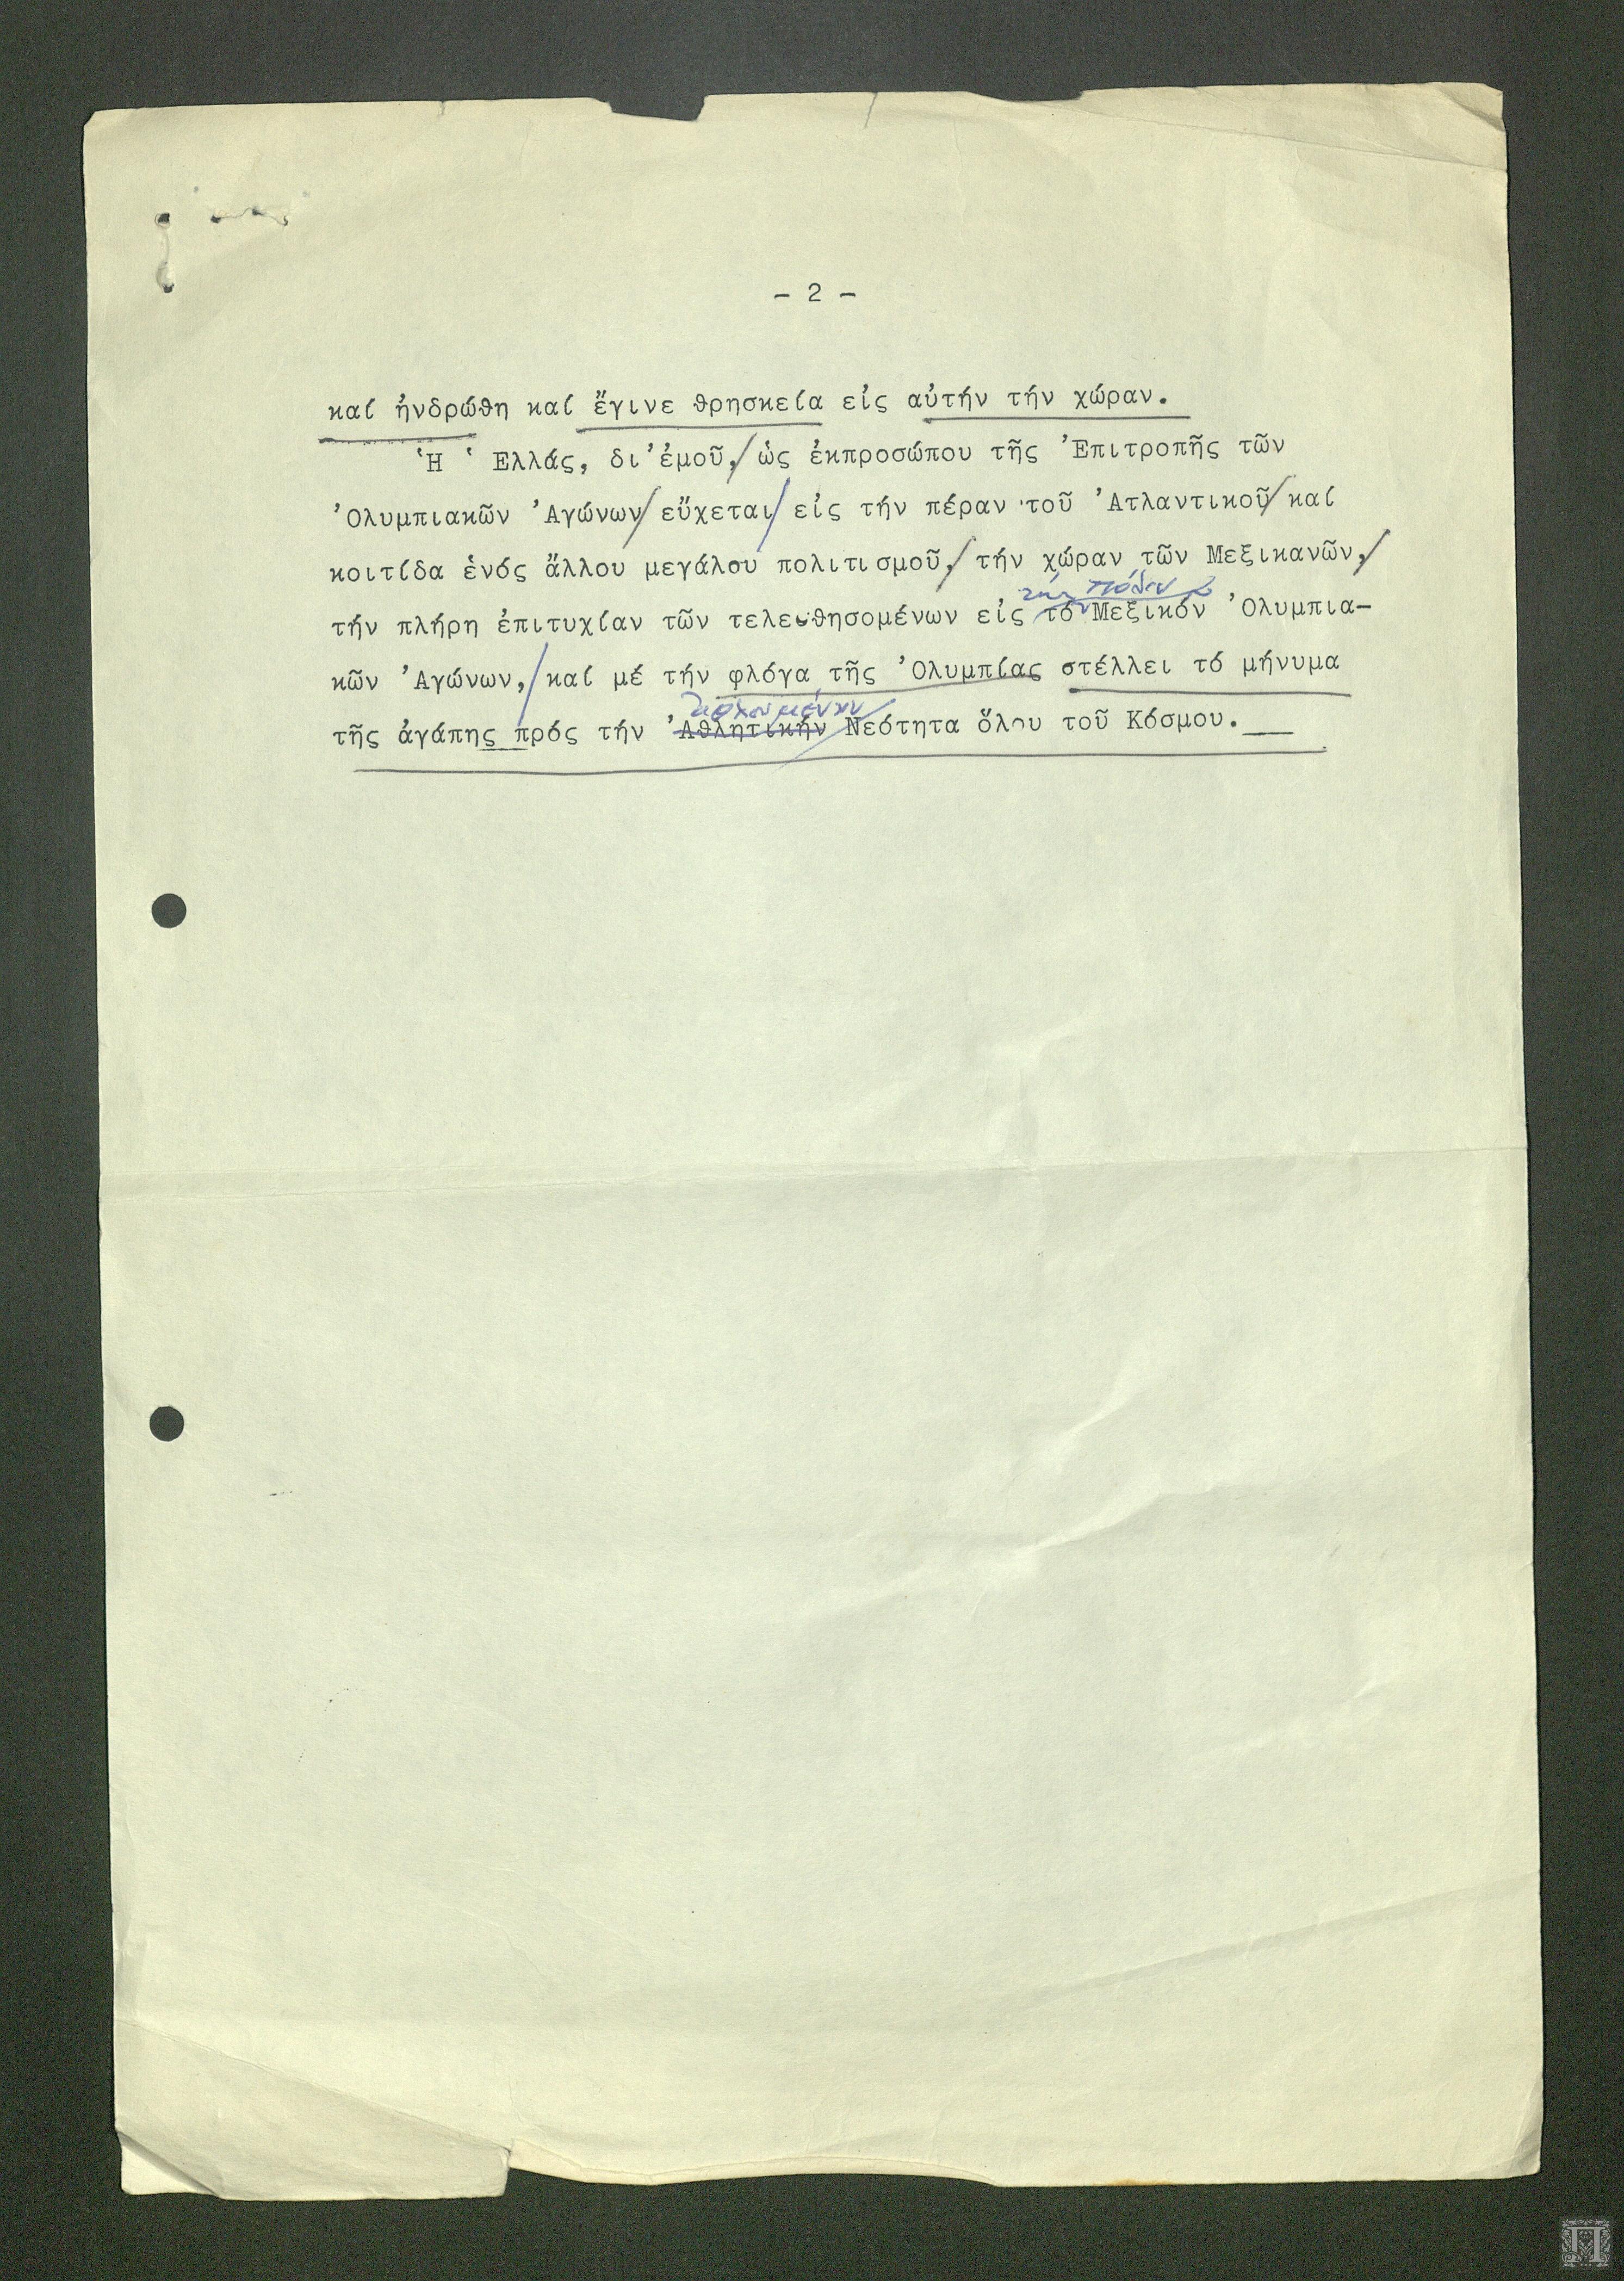 - 2 -
καί ἠνδρώθη καί ἔγινε θρησκεία εἰς αὐτήν τήν χώραν.
Ἡ Ἑλλάς, δι’ἐμοῦ,/ ὡς ἐκπροσώπου τῆς Ἐπιτροπῆς τῶν
Ὀλυμπιακῶν Ἀγώνων/ εὔχεται/ εἰς τήν πέραν τοῦ Ἀτλαντικοῦ/ καί
κοιτίδα ἑνός ἄλλου μεγάλου πολιτισμοῦ,/ τήν χώραν τῶν Μεξικανῶν,/
τήν πόλιν
τήν πλήρη ἐπιτυχίαν τῶν τελεσθησομένων εἰς τό Μεξικόν Ὀλυμπια-
κῶν Ἀγώνων,/ καί μέ τήν φλόγα τῆς Ὀλυμπίας στέλλει τό μήνυμα
τῆς ἀγάπης πρός τήν Ἀθλητικήν Νεότητα ὅλου τοῦ Κόσμου.
Π